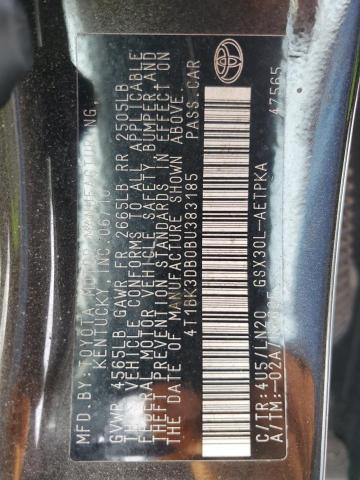 MFD.BY:TOYOTA MOTOR MANUFACTURING,
KENTUCKY, INC. 06/10
GVWR 4565LB GAWR FR 2665LB RR 2505LB
THIS VEHICLE CONFORMS TO ALL APPLICABLE
FEDERAL MOTOR VEHICLE SAFETY, BUMPER, AND
THEFT PREVENTION STANDARDS IN EFFECT ON
THE DATE OF MANUFACTURE SHOWN ABOVE.
4T1BK3DB0BU383185 PASS.CAR
C/TR:4U5/LN20 GSX30L-AETPKA
A/TM:-02A/ 47565